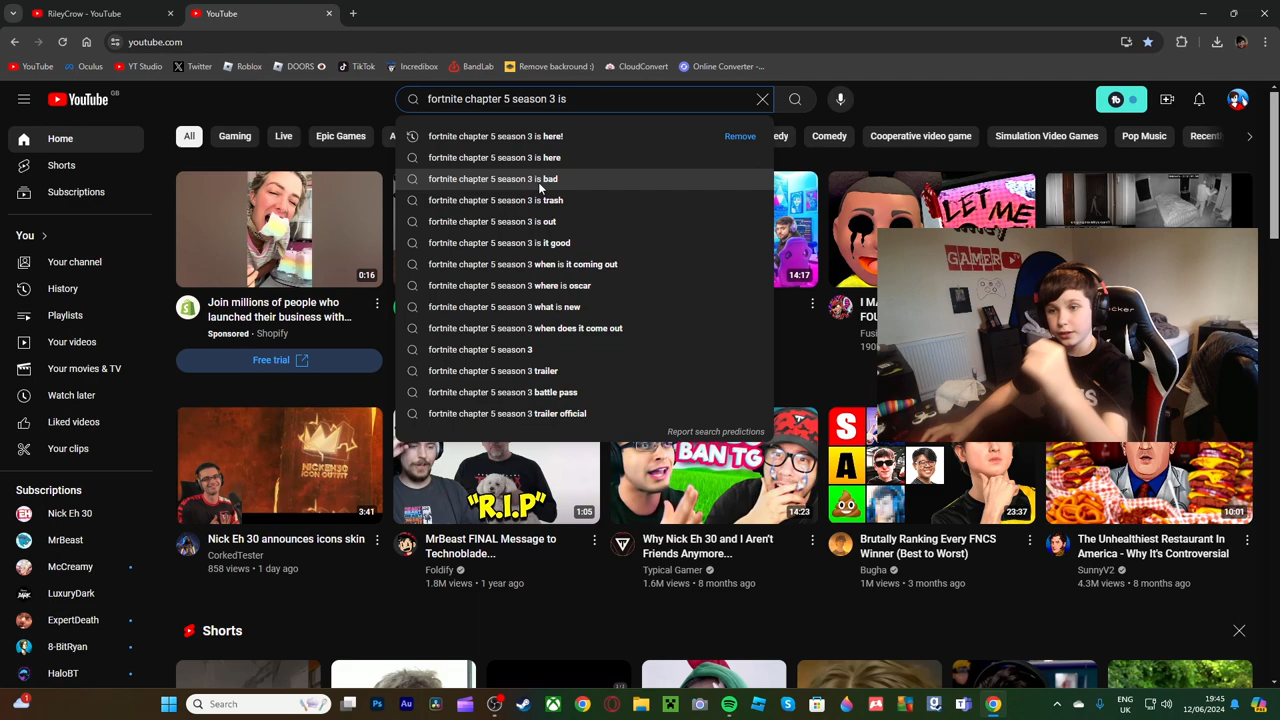 RileyCrow - YouTube
YouTube
youtube.com
YouTube
Oculus
YT Studio
Twitter
Roblox
DOORS
TikTok
Incredibox
BandLab
Remove backround :)
CloudConvert
Online Converter -...
YouTube GB
fortnite chapter 5 season 3 is
fortnite chapter 5 season 3 is here!
Remove
fortnite chapter 5 season 3 is here
fortnite chapter 5 season 3 is bad
fortnite chapter 5 season 3 is trash
fortnite chapter 5 season 3 is out
fortnite chapter 5 season 3 is it good
fortnite chapter 5 season 3 when is it coming out
fortnite chapter 5 season 3 where is oscar
fortnite chapter 5 season 3 what is new
fortnite chapter 5 season 3 when does it come out
fortnite chapter 5 season 3
fortnite chapter 5 season 3 trailer
fortnite chapter 5 season 3 battle pass
fortnite chapter 5 season 3 trailer official
Report search predictions
Home
Shorts
Subscriptions
You
Your channel
History
Playlists
Your videos
Your movies & TV
Watch later
Liked videos
Your clips
Subscriptions
Nick Eh 30
MrBeast
McCreamy
LuxuryDark
ExpertDeath
8-BitRyan
HaloBT
All
Gaming
Live
Epic Games
Comedy
Cooperative video game
Simulation Video Games
Pop Music
Recent
0:16
Join millions of people who
launched their business with...
Sponsored · Shopify
Free trial
14:17
LET ME
I MA
FOU
Fusi
190K
GAMER
NICKEH30
ICON OUTFIT
3:41
Nick Eh 30 announces icons skin
CorkedTester
858 views • 1 day ago
"R.I.P"
1:05
MrBeast FINAL Message to
Technoblade...
Foldify
1.8M views • 1 year ago
BAN TG
14:23
Why Nick Eh 30 and I Aren't
Friends Anymore...
Typical Gamer
1.6M views • 8 months ago
S
A
23:37
Brutally Ranking Every FNCS
Winner (Best to Worst)
Bugha
1M views • 3 months ago
10:01
The Unhealthiest Restaurant In
America - Why It's Controversial
SunnyV2
4.3M views • 8 months ago
Shorts
Search
ENG
UK
19:45
12/06/2024